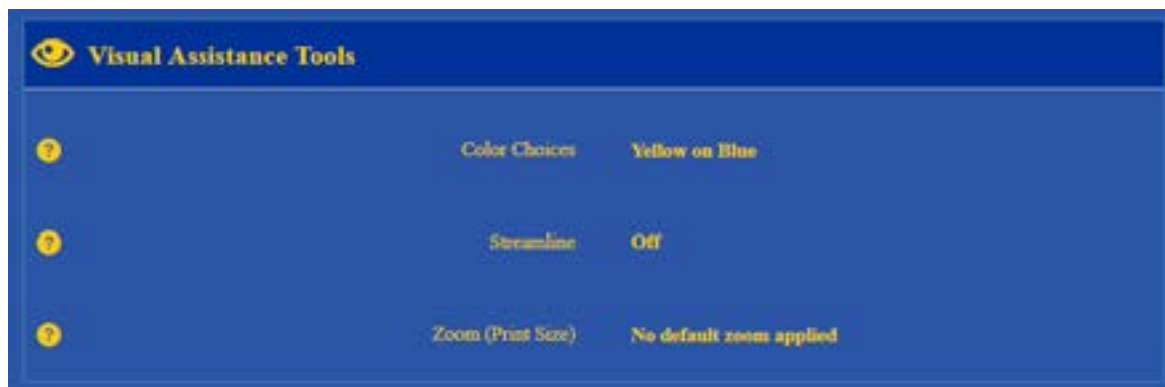 Visual Assistance Tools
? Color Choices Yellow on Blue
? Streamline Off
? Zoom (Print Size) No default zoom applied